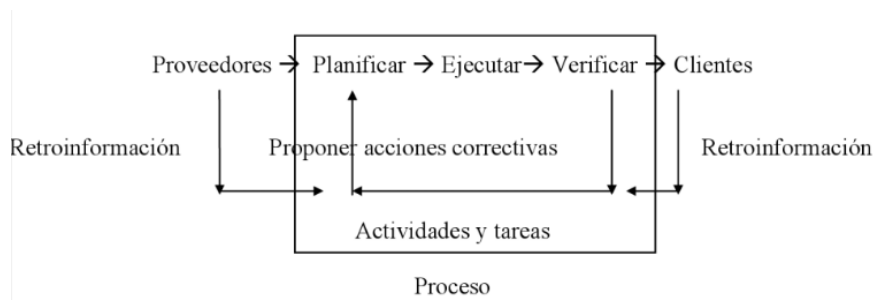 Proveedores → Planificar → Ejecutar → Verificar → Clientes
Retroinformación Proponer acciones correctivas Retroinformación
Actividades y tareas
Proceso